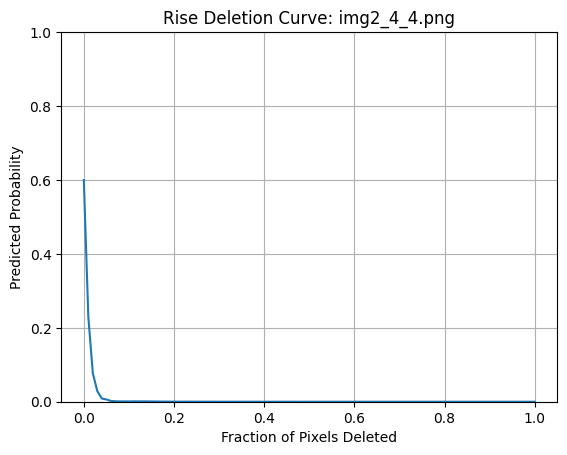 Rise Deletion Curve: img2_4_4.png
1.0
0.8
0.6
0.4
0.2
0.0
Predicted Probability
0.0 0.2 0.4 0.6 0.8 1.0
Fraction of Pixels Deleted